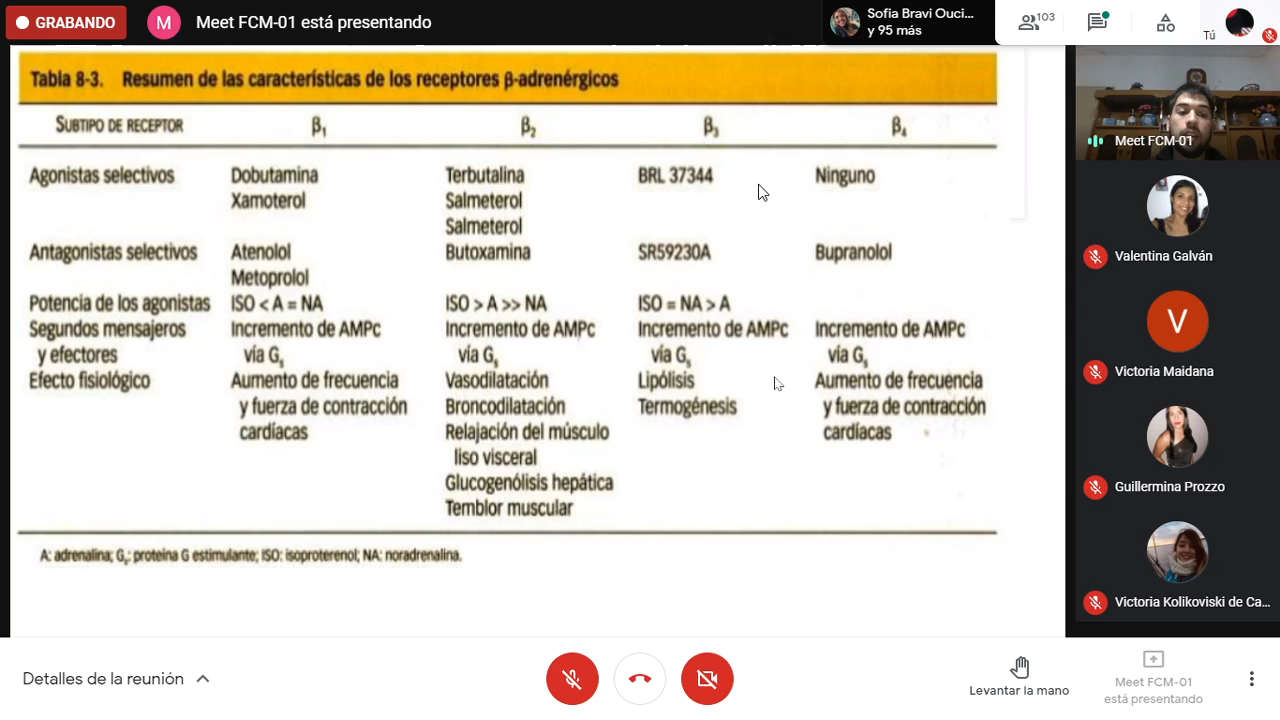 GRABANDO
M
Meet FCM-01 está presentando
Sofia Bravi Ouci...
y 95 más
103
Tú
Tabla 8-3. Resumen de las características de los receptores β-adrenérgicos
SUBTIPO DE RECEPTOR β₁ β₂ β₃ β₄
Agonistas selectivos Dobutamina Terbutalina BRL 37344 Ninguno
Xamoterol Salmeterol
Salmeterol
Antagonistas selectivos Atenolol Butoxamina SR59230A Bupranolol
Metoprolol
Potencia de los agonistas ISO < A = NA ISO > A >> NA ISO = NA > A
Segundos mensajeros Incremento de AMPc Incremento de AMPc Incremento de AMPc Incremento de AMPc
y efectores vía Gₛ vía Gₛ vía Gₛ vía Gₛ
Efecto fisiológico Aumento de frecuencia Vasodilatación Lipólisis Aumento de frecuencia
y fuerza de contracción Broncodilatación Termogénesis y fuerza de contracción
cardíacas Relajación del músculo cardíacas
liso visceral
Glucogenólisis hepática
Temblor muscular
A: adrenalina; Gₛ: proteína G estimulante; ISO: isoproterenol; NA: noradrenalina.
Meet FCM-01
Valentina Galván
V
Victoria Maidana
Guillermina Prozzo
Victoria Kolikoviski de Ca...
Detalles de la reunión
Levantar la mano
Meet FCM-01
está presentando